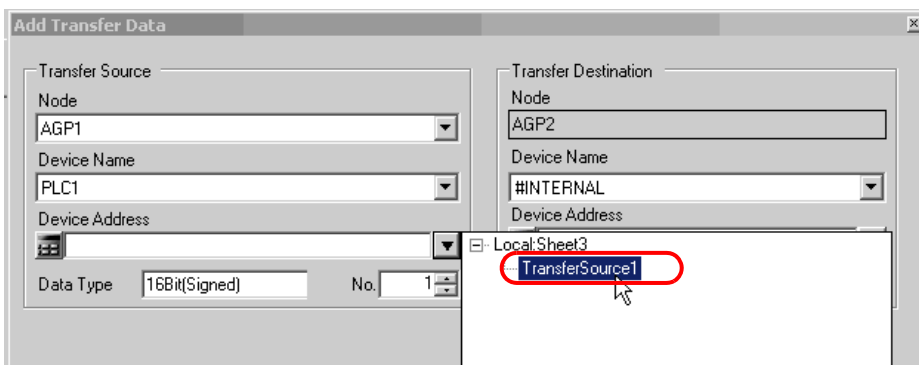 Add Transfer Data
Transfer Source
Node
AGP1
Device Name
PLC1
Device Address
Data Type 16Bit(Signed) No. 1
Transfer Destination
Node
AGP2
Device Name
#INTERNAL
Device Address
Local:Sheet3
TransferSource1